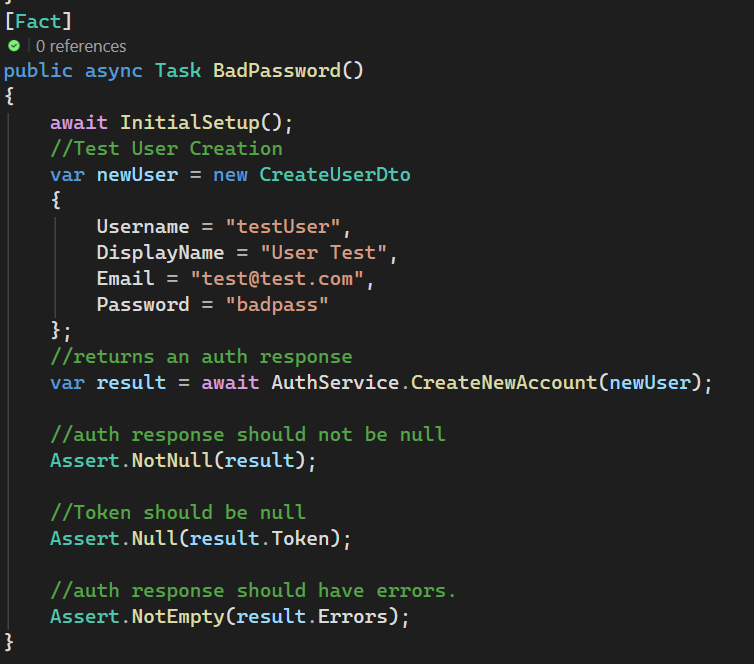 [Fact]
0 references
public async Task BadPassword()
{
    await InitialSetup();
    //Test User Creation
    var newUser = new CreateUserDto
    {
        Username = "testUser",
        DisplayName = "User Test",
        Email = "test@test.com",
        Password = "badpass"
    };
    //returns an auth response
    var result = await AuthService.CreateNewAccount(newUser);

    //auth response should not be null
    Assert.NotNull(result);

    //Token should be null
    Assert.Null(result.Token);

    //auth response should have errors.
    Assert.NotEmpty(result.Errors);
}